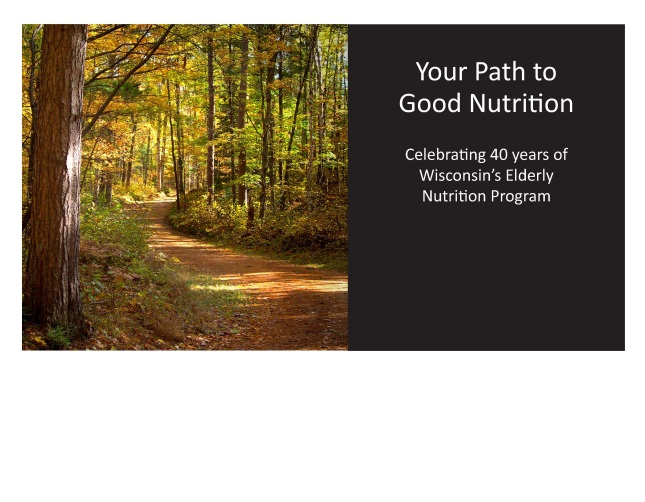 Your Path to
Good Nutrition
Celebrating 40 years of
Wisconsin’s Elderly
Nutrition Program